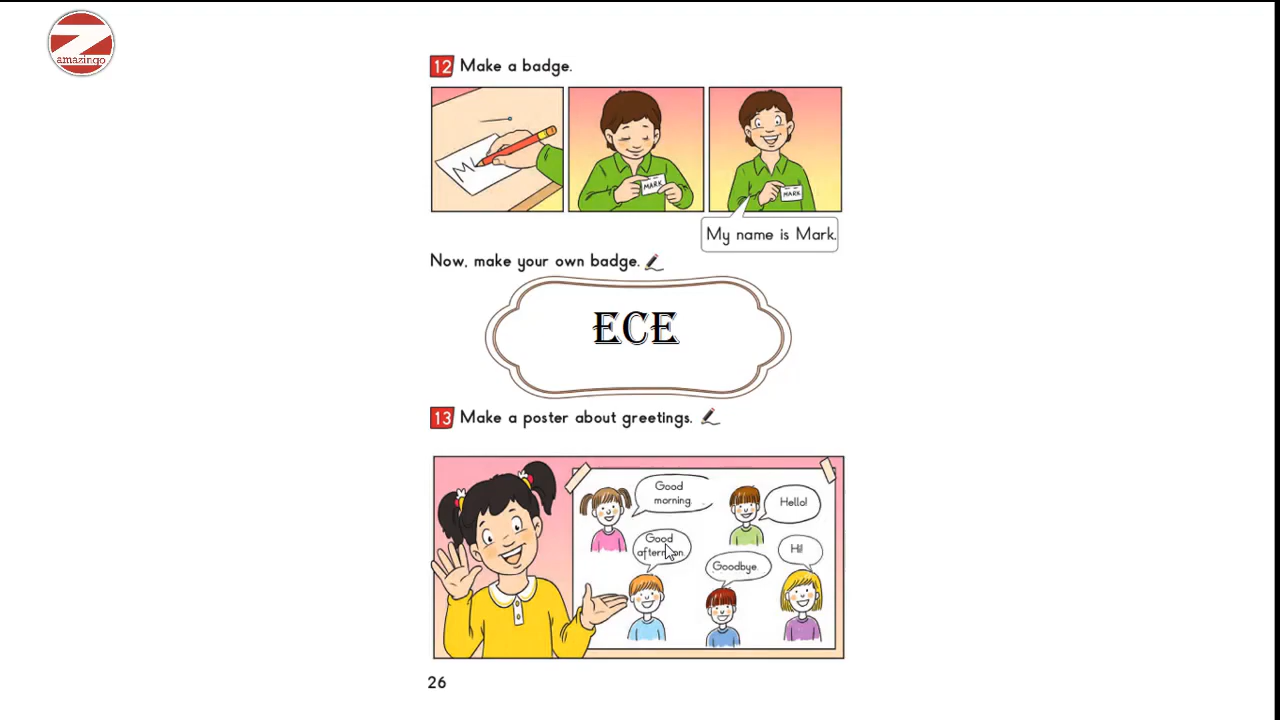 amazingo
12 Make a badge.
M
MARK
MARK
My name is Mark.
Now, make your own badge.
ECE
13 Make a poster about greetings.
Good
morning.
Hello!
Good
afternoon.
Hi!
Goodbye.
26